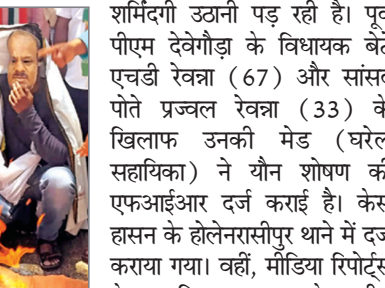 शर्मिंदगी उठानी पड़ रही है। पूर्व
पीएम देवेगौड़ा के विधायक बेटे
एचडी रेवन्ना (67) और सांसद
पोते प्रज्वल रेवन्ना (33) के
खिलाफ उनकी मेड (घरेलू
सहायिका) ने यौन शोषण की
एफआईआर दर्ज कराई है। केस
हासन के होलेनरासीपुर थाने में दर्ज
कराया गया। वहीं, मीडिया रिपोर्ट्स